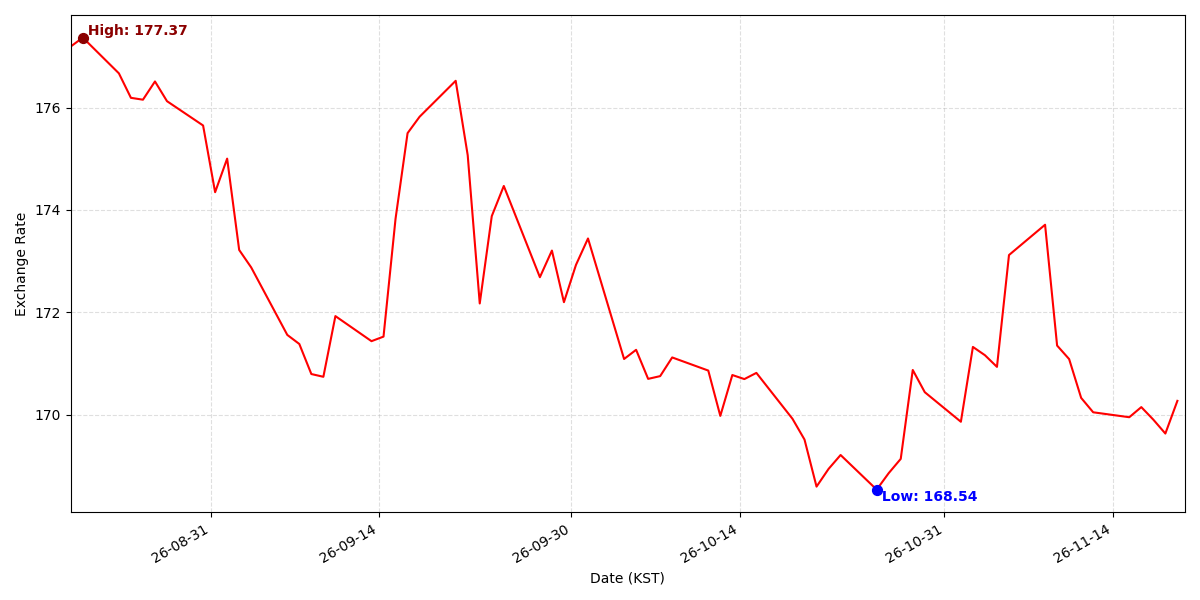 High: 177.37
176
174
172
170
Exchange Rate
Low: 168.54
26-08-31
26-09-14
26-09-30
26-10-14
26-10-31
26-11-14
Date (KST)